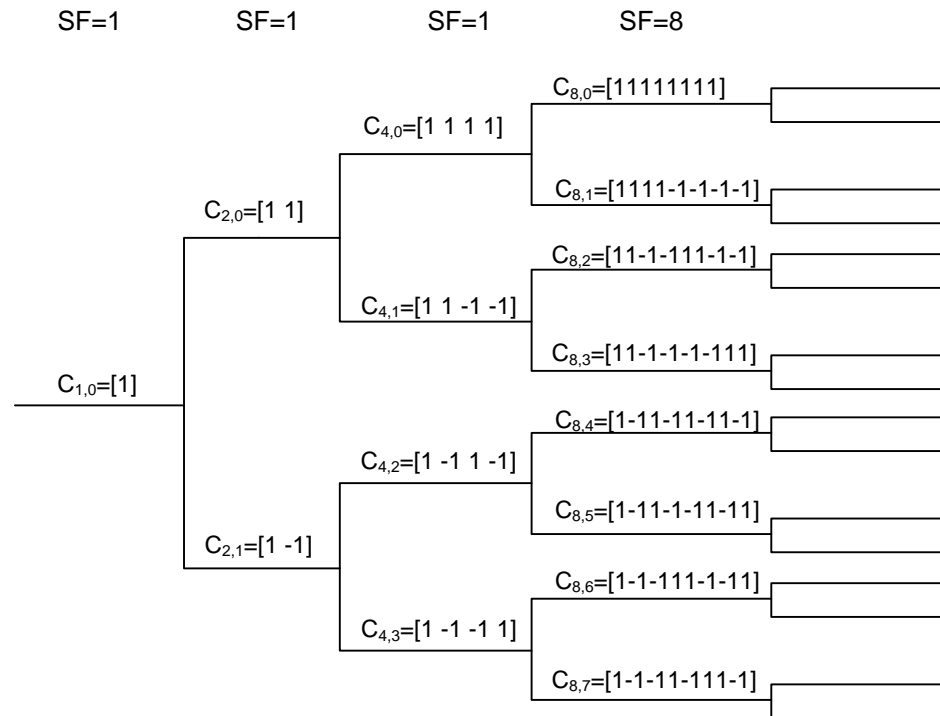 SF=1 SF=1 SF=1 SF=8
C8,0=[11111111]
C4,0=[1 1 1 1]
C8,1=[1111-1-1-1-1]
C2,0=[1 1]
C8,2=[11-1-111-1-1]
C4,1=[1 1 -1 -1]
C8,3=[11-1-1-1-111]
C1,0=[1]
C8,4=[1-11-11-11-1]
C4,2=[1 -1 1 -1]
C8,5=[1-11-1-11-11]
C2,1=[1 -1]
C8,6=[1-1-111-1-11]
C4,3=[1 -1 -1 1]
C8,7=[1-1-11-111-1]